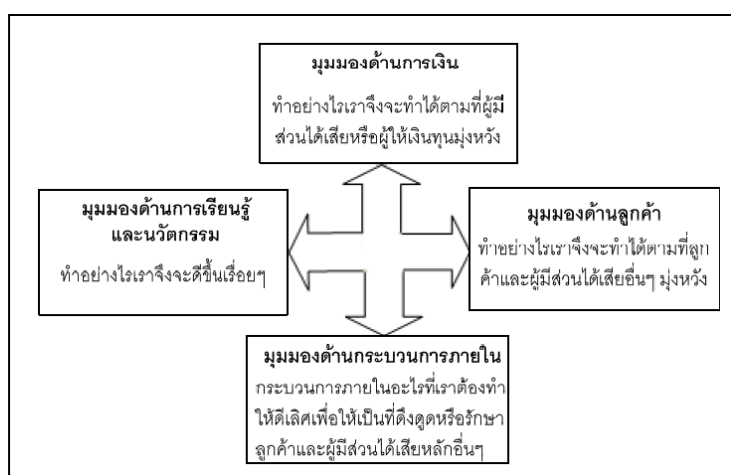 มุมมองด้านการเงิน
ทำอย่างไรเราจึงจะทำได้ตามที่ผู้มี
ส่วนได้เสียหรือผู้ให้เงินทุนมุ่งหวัง
มุมมองด้านการเรียนรู้
และนวัตกรรม
ทำอย่างไรเราจึงจะดีขึ้นเรื่อยๆ
มุมมองด้านลูกค้า
ทำอย่างไรเราจึงจะทำได้ตามที่ลูก
ค้าและผู้มีส่วนได้เสียอื่นๆ มุ่งหวัง
มุมมองด้านกระบวนการภายใน
กระบวนการภายในอะไรที่เราต้องทำ
ให้ดีเลิศเพื่อให้เป็นที่ดึงดูดหรือรักษา
ลูกค้าและผู้มีส่วนได้เสียหลักอื่นๆ